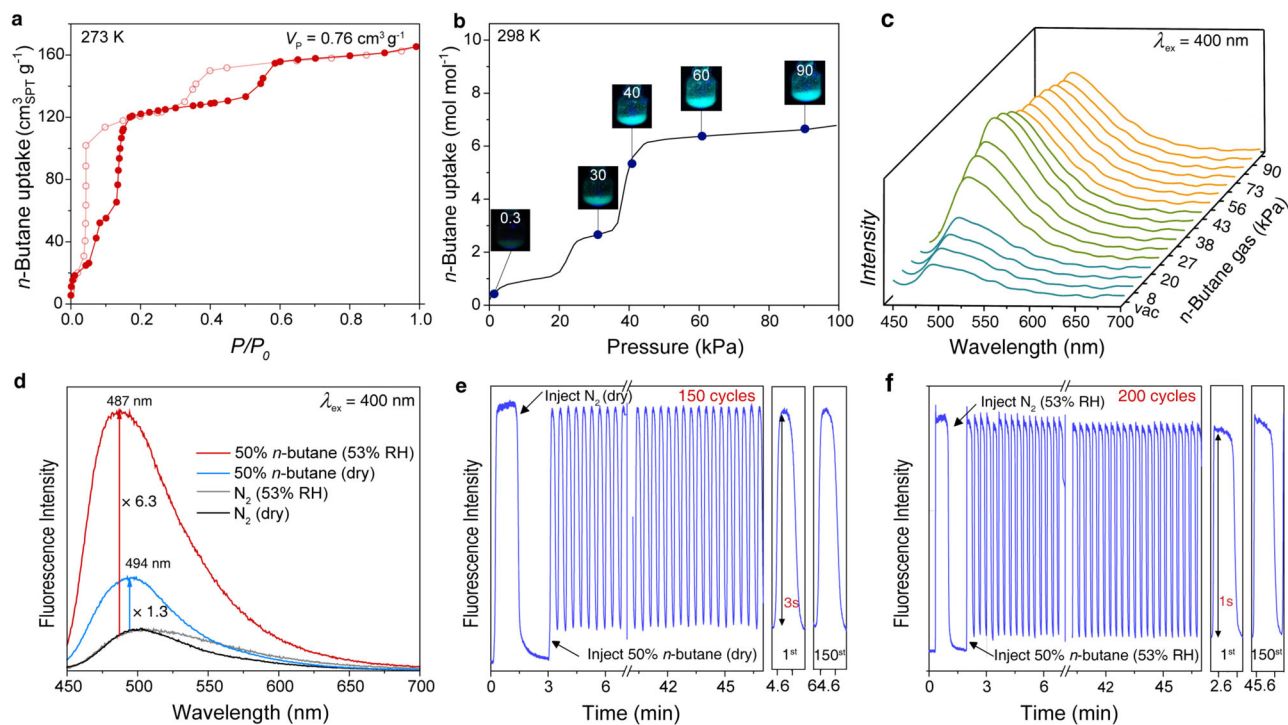 a
273 K
V_P = 0.76 cm³ g⁻¹
n-Butane uptake (cm³_SPT g⁻¹)
160
120
80
40
0
0.0 0.2 0.4 0.6 0.8 1.0
P/P₀
b
298 K
n-Butane uptake (mol mol⁻¹)
10
8
6
4
2
0
0.3
30
40
60
90
0 20 40 60 80 100
Pressure (kPa)
c
λ_ex = 400 nm
Intensity
450 500 550 600 650 700
Wavelength (nm)
vac
8
20
27
38
43
56
73
90
n-Butane gas (kPa)
d
487 nm
λ_ex = 400 nm
50% n-butane (53% RH)
50% n-butane (dry)
N₂ (53% RH)
N₂ (dry)
× 6.3
494 nm
× 1.3
Fluorescence Intensity
450 500 550 600 650 700
Wavelength (nm)
e
Inject N₂ (dry)
150 cycles
Inject 50% n-butane (dry)
Fluorescence Intensity
0 3 6 42 45
3s
1ˢᵗ
150ˢᵗ
4.6
64.6
Time (min)
f
Inject N₂ (53% RH)
200 cycles
Inject 50% n-butane (53% RH)
Fluorescence Intensity
0 3 6 42 45
1s
1ˢᵗ
150ˢᵗ
2.6
45.6
Time (min)